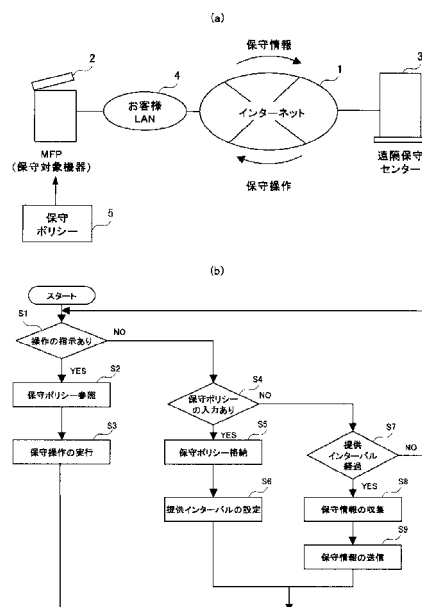 (a)
保守情報
2
4
1
3
お客様
LAN
インターネット
MFP
(保守対象機器)
保守操作
遠隔保守
センター
5
保守
ポリシー
(b)
スタート
S1
操作の指示あり
NO
YES
S2
保守ポリシー参照
S3
保守操作の実行
S4
保守ポリシー
の入力あり
NO
YES
S5
保守ポリシー格納
S6
提供インターバルの設定
S7
提供
インターバル
経過
NO
YES
S8
保守情報の収集
S9
保守情報の送信